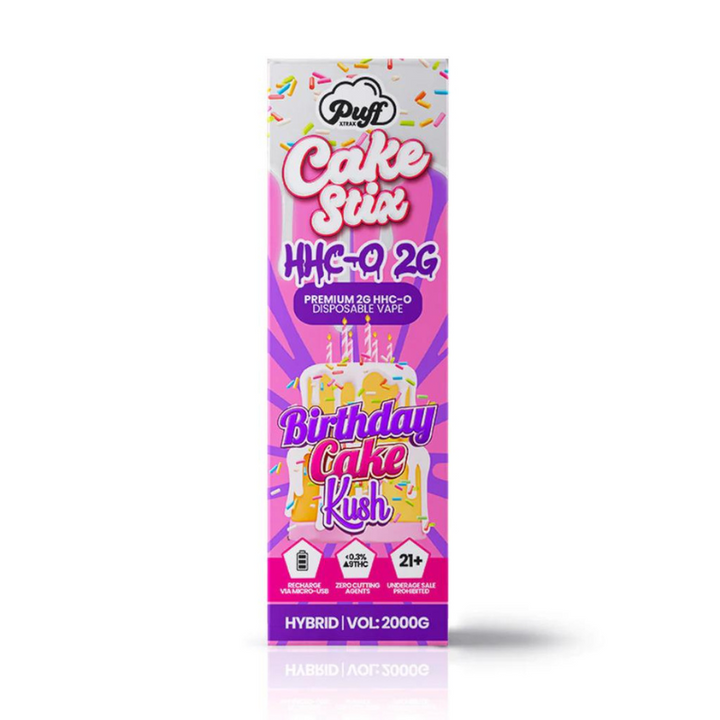 Puff
XTRAX
Cake
Stix
HHC-O 2G
PREMIUM 2G HHC-O
DISPOSABLE VAPE
Birthday
Cake
Kush
<0.3%
▲9THC
21+
RECHARGE
VIA MICRO-USB
ZERO CUTTING
AGENTS
UNDERAGE SALE
PROHIBITED
HYBRID | VOL: 2000G